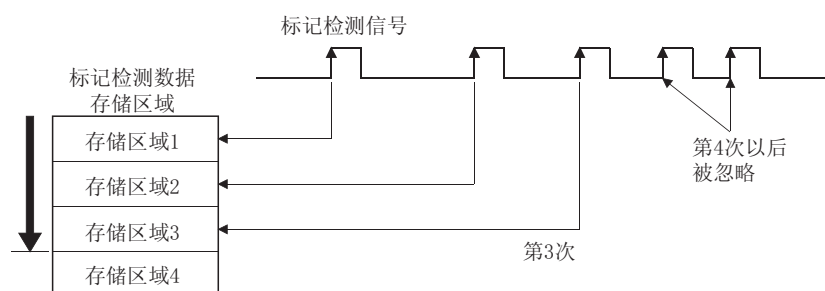 标记检测信号
标记检测数据
存储区域
存储区域1
存储区域2
存储区域3
存储区域4
第3次
第4次以后
被忽略